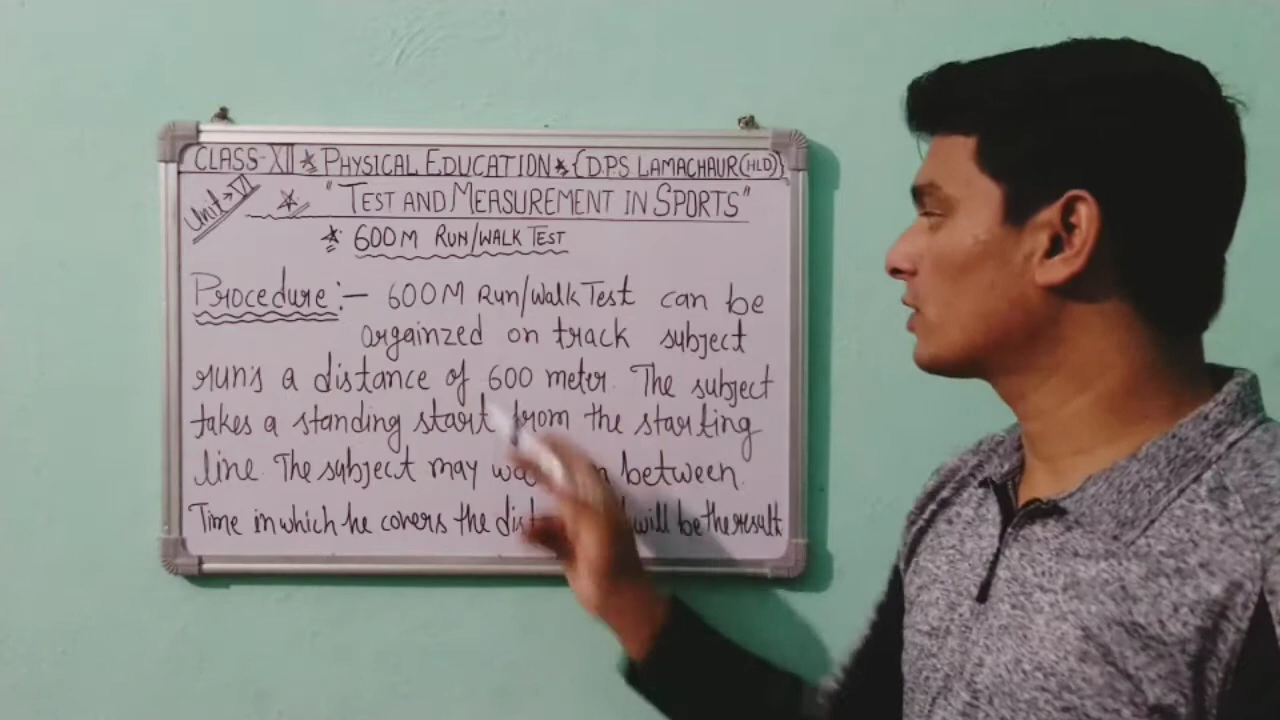 CLASS-XII * PHYSICAL EDUCATION * {D.P.S LAMACHAUR(HLD)}
Unit → VI
* "TEST AND MEASUREMENT IN SPORTS"
* 600M RUN/WALK TEST
Procedure:- 600M Run/Walk Test can be
orgainzed on track subject
run's a distance of 600 meter. The subject
takes a standing start from the starting
line. The subject may between.
Time in which he covers the will be the result